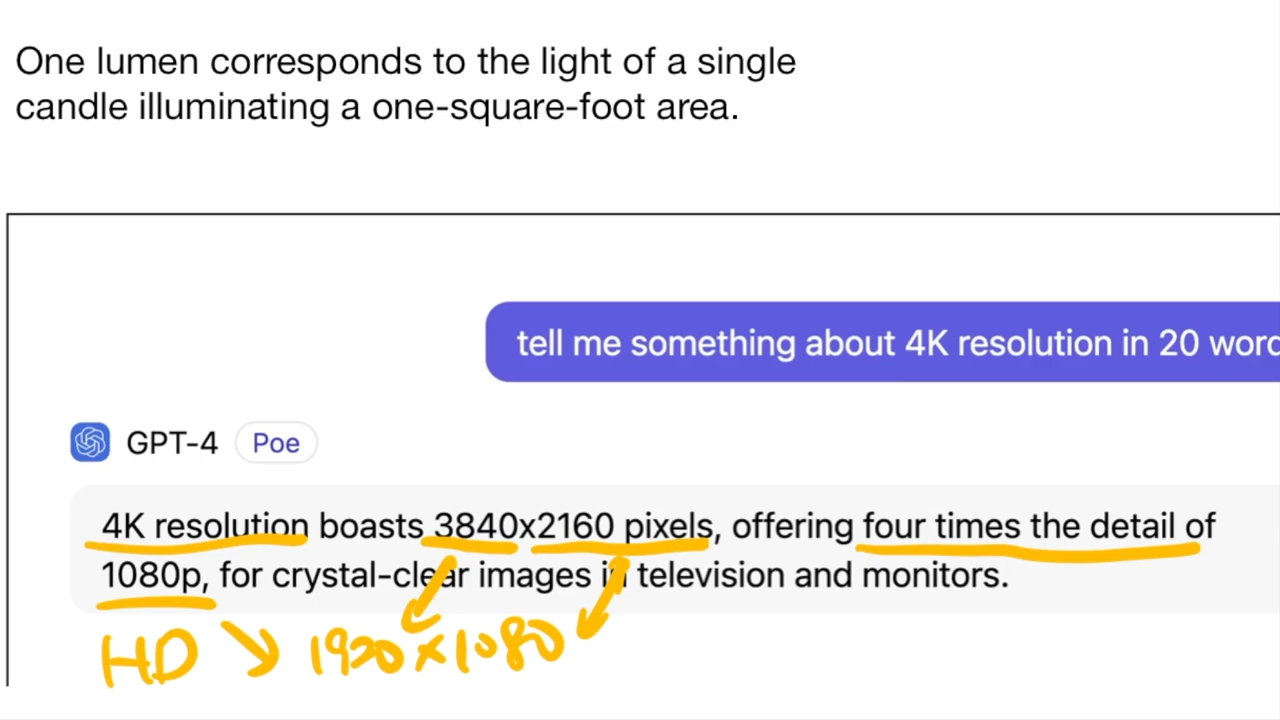 One lumen corresponds to the light of a single
candle illuminating a one-square-foot area.
tell me something about 4K resolution in 20 word
GPT-4 Poe
4K resolution boasts 3840x2160 pixels, offering four times the detail of
1080p, for crystal-clear images in television and monitors.
HD 1920×1080